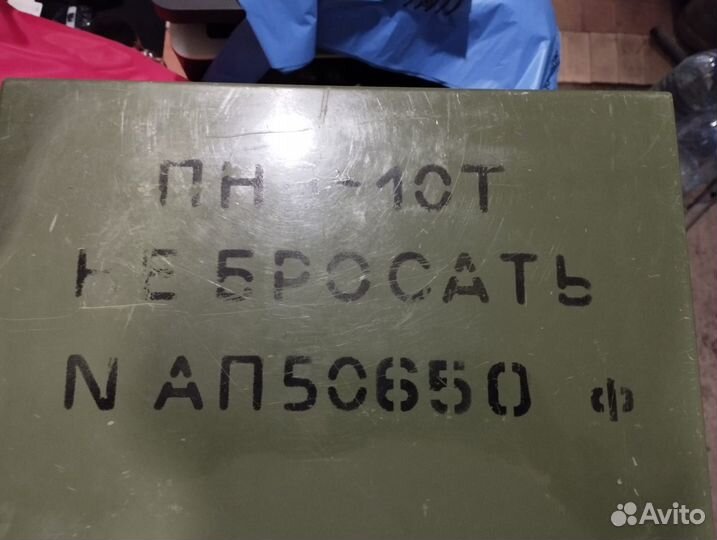 ПН -10Т
НЕ БРОСАТЬ
N АП50650 Ф
Avito